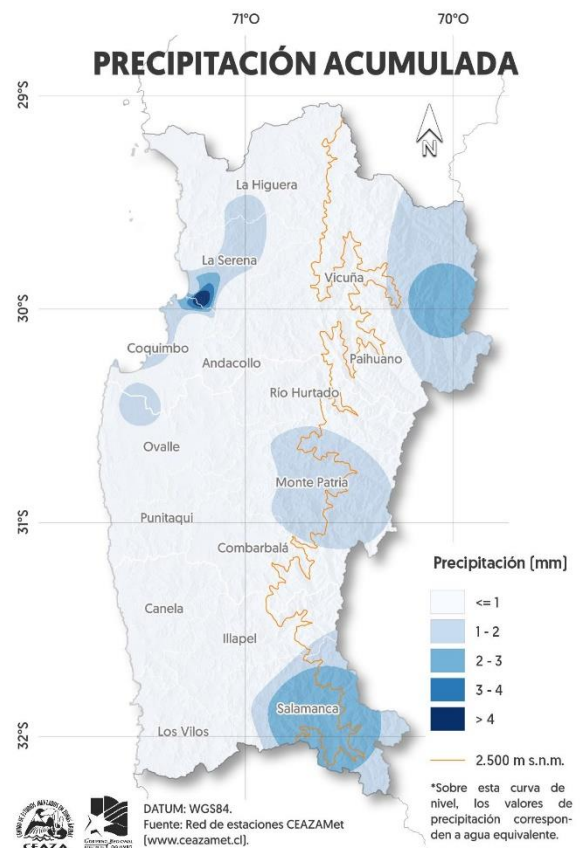 71°O
70°O
PRECIPITACIÓN ACUMULADA
29°S
N
La Higuera
La Serena
Vicuña
30°S
Coquimbo
Andacollo
Paihuano
Río Hurtado
Ovalle
Monte Patria
Punitaqui
31°S
Combarbalá
Canela
Illapel
Salamanca
Los Vilos
32°S
Precipitación (mm)
<= 1
1 - 2
2 - 3
3 - 4
> 4
2.500 m s.n.m.
*Sobre esta curva de
nivel, los valores de
precipitación correspon-
den a agua equivalente.
CEAZA
DATUM: WGS84.
Fuente: Red de estaciones CEAZAMet
(www.ceazamet.cl).